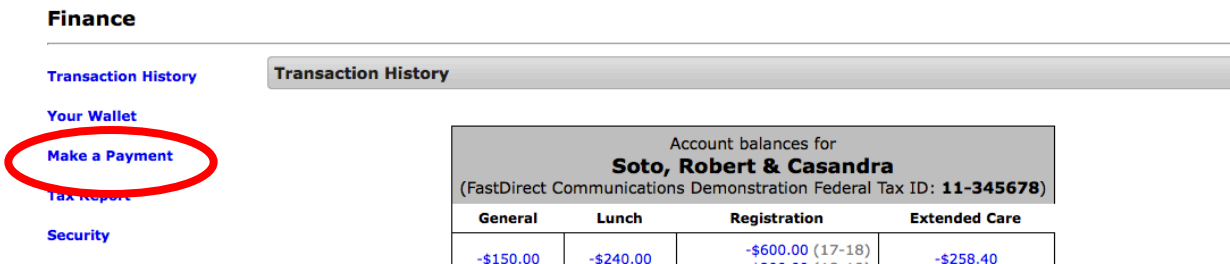 Finance
Transaction History
Your Wallet
Make a Payment
Tax Report
Security
Transaction History
Account balances for
Soto, Robert & Casandra
(FastDirect Communications Demonstration Federal Tax ID: 11-345678)
General Lunch Registration Extended Care
-$150.00 -$240.00 -$600.00 (17-18) -$258.40